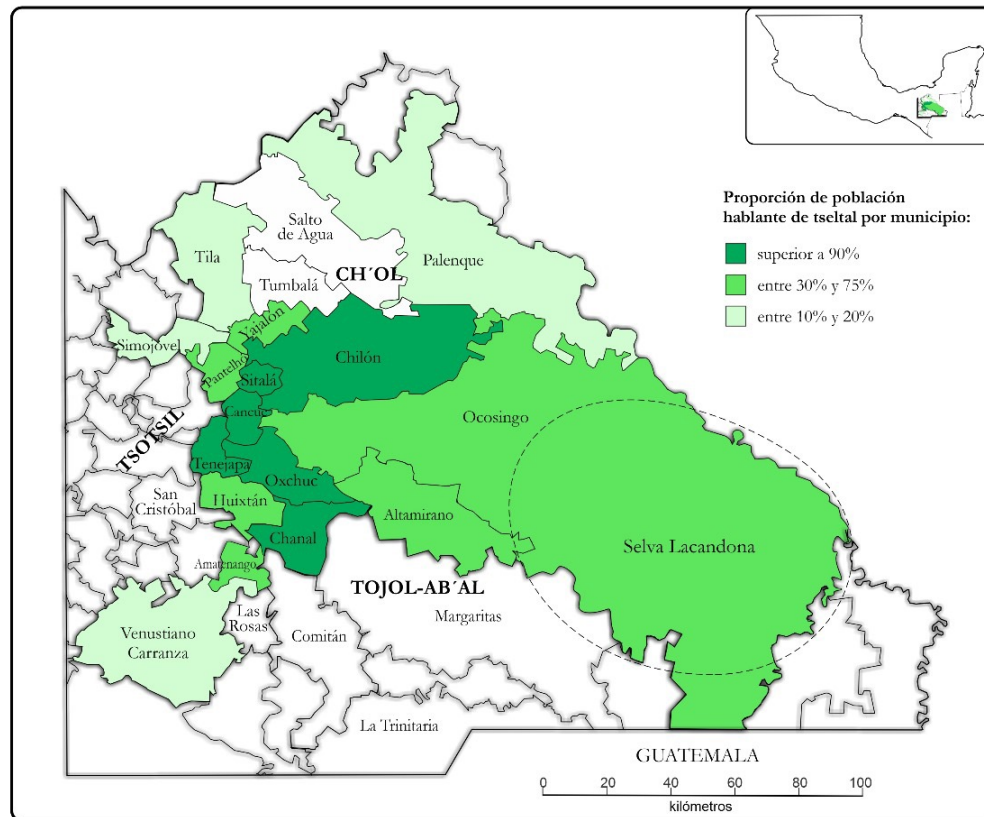 Proporción de población
hablante de tseltal por municipio:
superior a 90%
entre 30% y 75%
entre 10% y 20%
Salto
de Agua
Tila
Palenque
CH´OL
Tumbalá
Yajalón
Simojovel
Chilón
Pantelhó
Sitalá
Cancuc
Ocosingo
TSOTSIL
Tenejapa
Oxchuc
San
Cristóbal
Huixtán
Altamirano
Chanal
Selva Lacandona
Amatenango
TOJOL-AB´AL
Margaritas
Las
Rosas
Comitán
Venustiano
Carranza
La Trinitaria
GUATEMALA
0 20 40 60 80 100
kilómetros